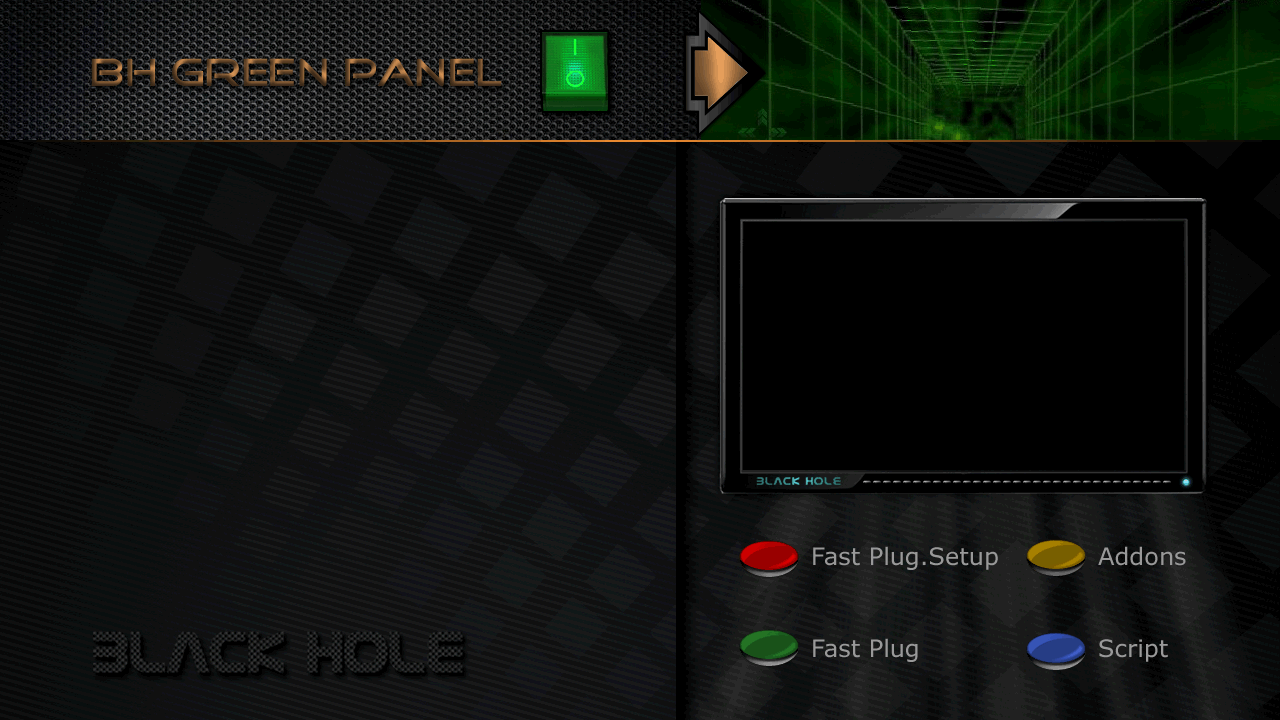 BH GREEN PANEL
BLACK HOLE
Fast Plug.Setup
Addons
Fast Plug
Script
BLACK HOLE